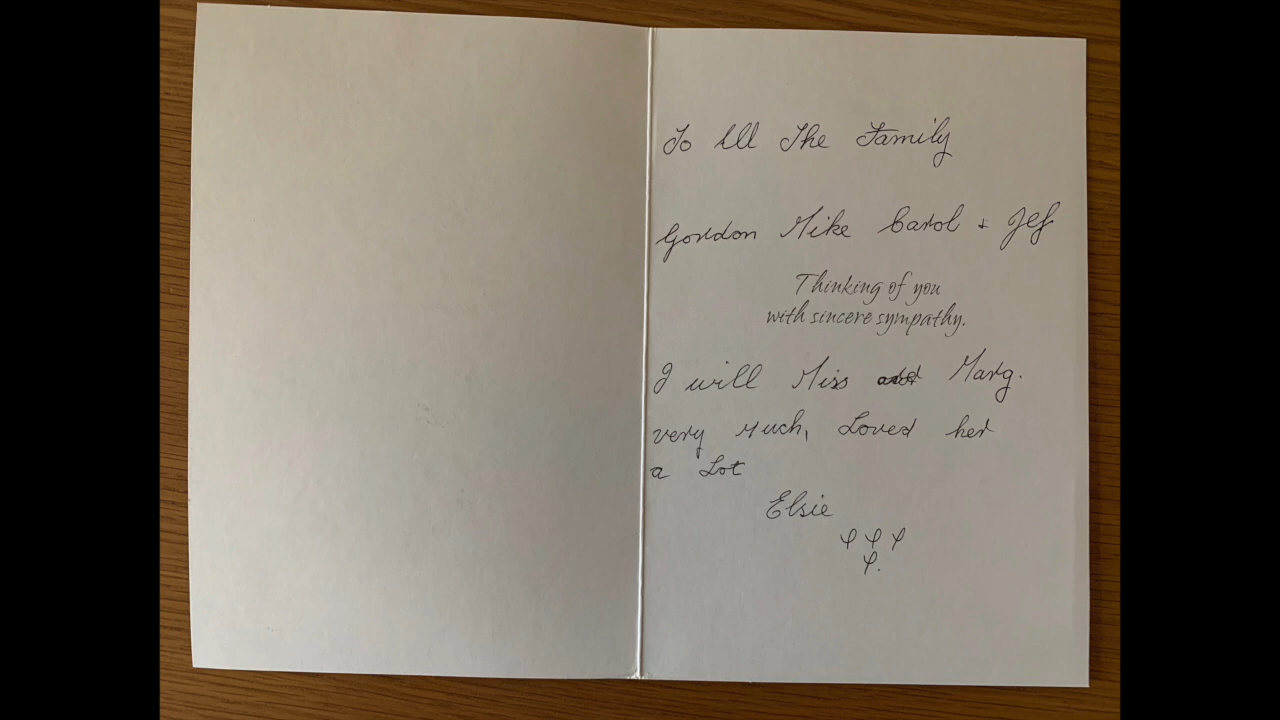 To All The Family
Gordon Mike Carol + Jef
Thinking of you
with sincere sympathy.
I will Miss Marg.
very Much, Loved her
a Lot
Elsie